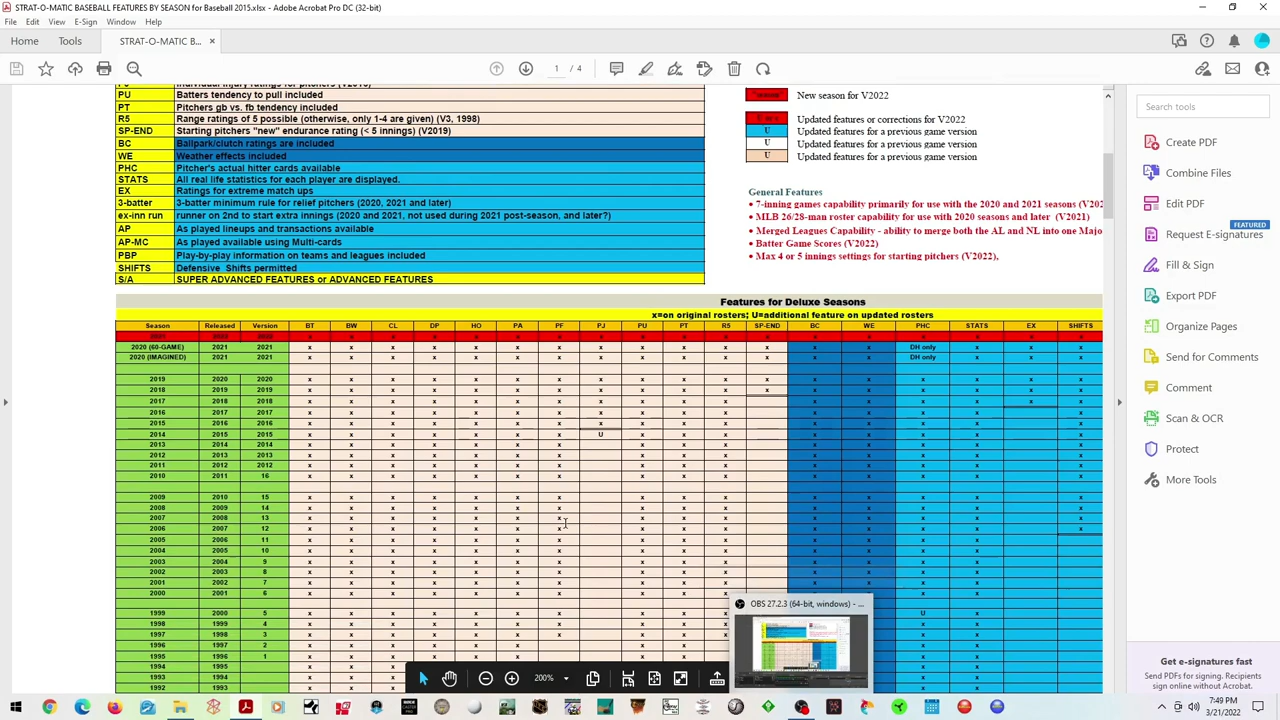 STRAT-O-MATIC BASEBALL FEATURES BY SEASON for Baseball 2015.xlsx - Adobe Acrobat Pro DC (32-bit)
File Edit View E-Sign Window Help
Home Tools STRAT-O-MATIC B... ×
1 / 4
PU Batters tendency to pull included
PT Pitchers gb vs. fb tendency included
R5 Range ratings of 5 possible (otherwise, only 1-4 are given) (V3, 1998)
SP-END Starting pitchers "new" endurance rating (< 5 innings) (V2019)
BC Ballpark/clutch ratings are included
WE Weather effects included
PHC Pitcher's actual hitter cards available
STATS All real life statistics for each player are displayed.
EX Ratings for extreme match ups
3-batter 3-batter minimum rule for relief pitchers (2020, 2021 and later)
ex-inn run runner on 2nd to start extra innings (2020 and 2021, not used during 2021 post-season, and later?)
AP As played lineups and transactions available
AP-MC As played available using Multi-cards
PBP Play-by-play information on teams and leagues included
SHIFTS Defensive Shifts permitted
S/A SUPER ADVANCED FEATURES or ADVANCED FEATURES
New season for V2022
Updated features or corrections for V2022
U Updated features for a previous game version
U Updated features for a previous game version
U Updated features for a previous game version
General Features
• 7-inning games capability primarily for use with the 2020 and 2021 seasons (V202
• MLB 26/28-man roster capability for use with 2020 seasons and later (V2021)
• Merged Leagues Capability - ability to merge both the AL and NL into one Majo
• Batter Game Scores (V2022)
• Max 4 or 5 innings settings for starting pitchers (V2022),
Features for Deluxe Seasons
x=on original rosters; U=additional feature on updated rosters
Season Released Version BT BW CL DP HO PA PF PJ PU PT R5 SP-END BC WE PHC STATS EX SHIFTS
2020 (60-GAME) 2021 2021 x x x x x x x x x x x x x x DH only x x x
2020 (IMAGINED) 2021 2021 x x x x x x x x x x x x x x DH only x x x
2019 2020 2020 x x x x x x x x x x x x x x x x x x
2018 2019 2019 x x x x x x x x x x x x x x x x x x
2017 2018 2018 x x x x x x x x x x x x x x x x x
2016 2017 2017 x x x x x x x x x x x x x x x x
2015 2016 2016 x x x x x x x x x x x x x x x x
2014 2015 2015 x x x x x x x U x x x x x x x x
2013 2014 2014 x x x x x x x x x x x x x x x
2012 2013 2013 x x x x x x x x x x x x x x x
2011 2012 2012 x x x x x x x x x x x x x x x
2010 2011 16 x x x x x x x x x x x x x x x
2009 2010 15 x x x x x x x x x x x x x x x
2008 2009 14 x x x x x x x x x x x x x x x
2007 2008 13 x x x x x x x x x x x x x x x
2006 2007 12 x x x x x x x x x x x x x x x
2005 2006 11 x x x x x x x x x x x x x x
2004 2005 10 x x x x x x x x x x x x x x
2003 2004 9 x x x x x x x x x x x x x x
2002 2003 8 x x x x x x x x x x x x x x
2001 2002 7 x x x x x x x x x x x x x x
2000 2001 6 x x x x x x x x x x x x x x
1999 2000 5 x x x x x x x x x x U x
1998 1999 4 x x x x x x x x x x x
1997 1998 3 x x x x x x x x x x x
1996 1997 2 x x x x x x x x x x x
1995 1996 1 x x x x x x x x x x x
1994 1995 x x x x
1993 1994 x x x x
1992 1993 x x x x
OBS 27.2.3 (64-bit, windows) - ...
200%
Search tools
Create PDF
Combine Files
Edit PDF
FEATURED
Request E-signatures
Fill & Sign
Export PDF
Organize Pages
Send for Comments
Comment
Scan & OCR
Protect
More Tools
Get e-signatures fast
Send PDFs for signing. Recipients
sign online without Acrobat.
7:49 PM
3/21/2022